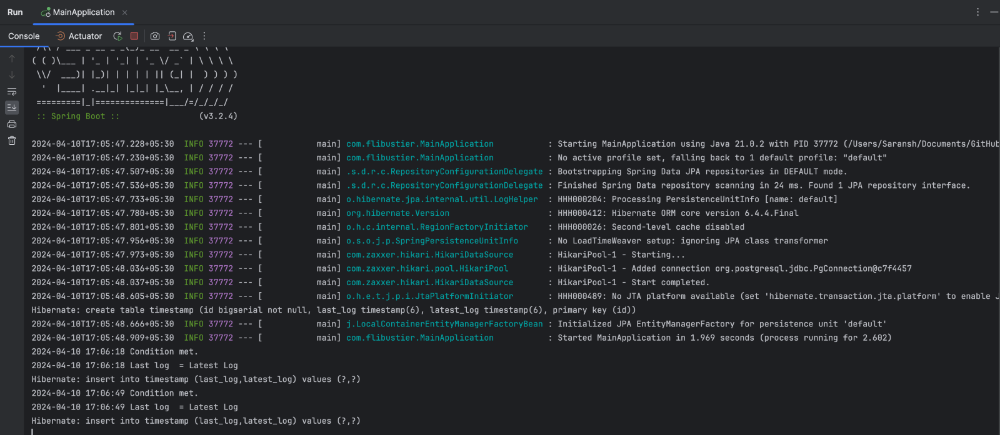 Run MainApplication
Console Actuator
:: Spring Boot :: (v3.2.4)
2024-04-10T17:05:47.228+05:30 INFO 37772 --- [ main] com.flibustier.MainApplication : Starting MainApplication using Java 21.0.2 with PID 37772 (/Users/Saransh/Documents/GitHub
2024-04-10T17:05:47.230+05:30 INFO 37772 --- [ main] com.flibustier.MainApplication : No active profile set, falling back to 1 default profile: "default"
2024-04-10T17:05:47.507+05:30 INFO 37772 --- [ main] .s.d.r.c.RepositoryConfigurationDelegate : Bootstrapping Spring Data JPA repositories in DEFAULT mode.
2024-04-10T17:05:47.536+05:30 INFO 37772 --- [ main] .s.d.r.c.RepositoryConfigurationDelegate : Finished Spring Data repository scanning in 24 ms. Found 1 JPA repository interface.
2024-04-10T17:05:47.733+05:30 INFO 37772 --- [ main] o.hibernate.jpa.internal.util.LogHelper : HHH000204: Processing PersistenceUnitInfo [name: default]
2024-04-10T17:05:47.780+05:30 INFO 37772 --- [ main] org.hibernate.Version : HHH000412: Hibernate ORM core version 6.4.4.Final
2024-04-10T17:05:47.801+05:30 INFO 37772 --- [ main] o.h.c.internal.RegionFactoryInitiator : HHH000026: Second-level cache disabled
2024-04-10T17:05:47.956+05:30 INFO 37772 --- [ main] o.s.o.j.p.SpringPersistenceUnitInfo : No LoadTimeWeaver setup: ignoring JPA class transformer
2024-04-10T17:05:47.973+05:30 INFO 37772 --- [ main] com.zaxxer.hikari.HikariDataSource : HikariPool-1 - Starting...
2024-04-10T17:05:48.036+05:30 INFO 37772 --- [ main] com.zaxxer.hikari.pool.HikariPool : HikariPool-1 - Added connection org.postgresql.jdbc.PgConnection@c7f4457
2024-04-10T17:05:48.037+05:30 INFO 37772 --- [ main] com.zaxxer.hikari.HikariDataSource : HikariPool-1 - Start completed.
2024-04-10T17:05:48.605+05:30 INFO 37772 --- [ main] o.h.e.t.j.p.i.JtaPlatformInitiator : HHH000489: No JTA platform available (set 'hibernate.transaction.jta.platform' to enable J
Hibernate: create table timestamp (id bigserial not null, last_log timestamp(6), latest_log timestamp(6), primary key (id))
2024-04-10T17:05:48.666+05:30 INFO 37772 --- [ main] j.LocalContainerEntityManagerFactoryBean : Initialized JPA EntityManagerFactory for persistence unit 'default'
2024-04-10T17:05:48.909+05:30 INFO 37772 --- [ main] com.flibustier.MainApplication : Started MainApplication in 1.969 seconds (process running for 2.602)
2024-04-10 17:06:18 Condition met.
2024-04-10 17:06:18 Last log = Latest Log
Hibernate: insert into timestamp (last_log,latest_log) values (?,?)
2024-04-10 17:06:49 Condition met.
2024-04-10 17:06:49 Last log = Latest Log
Hibernate: insert into timestamp (last_log,latest_log) values (?,?)